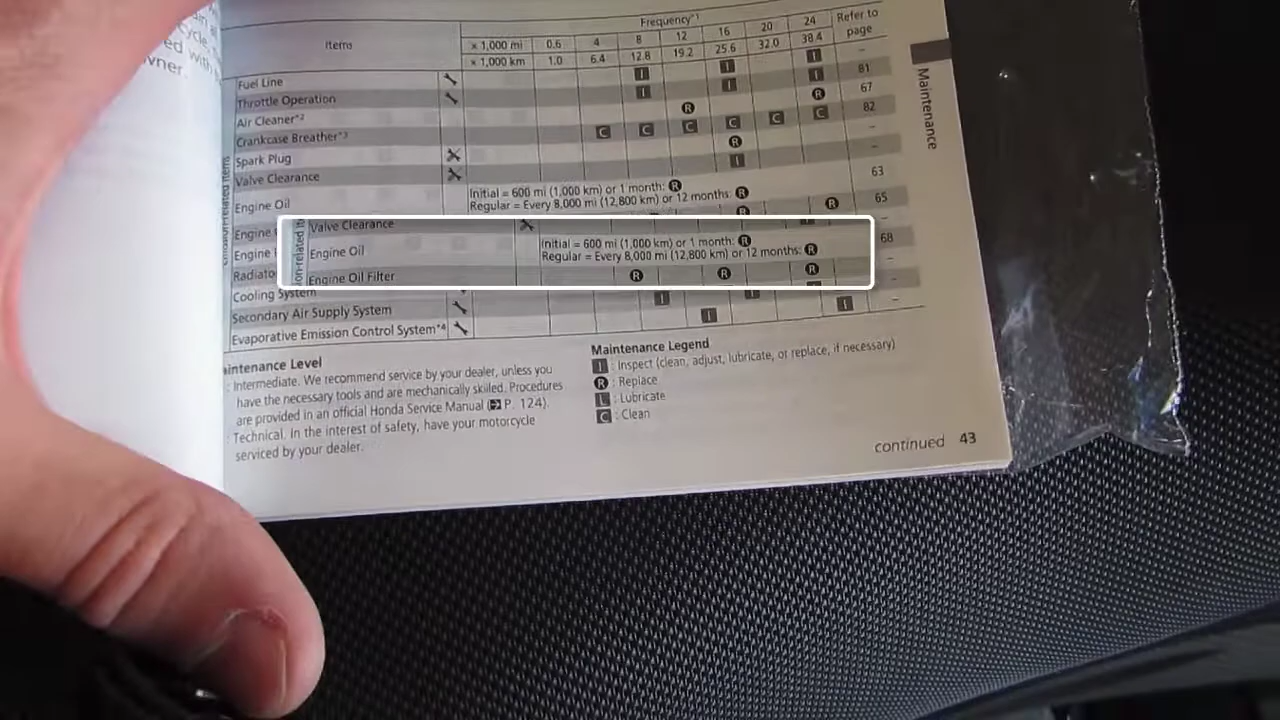 Frequency*1
Items
× 1,000 mi 0.6 4 8 12 16 20 24 Refer to page
× 1,000 km 1.0 6.4 12.8 19.2 25.6 32.0 38.4
Fuel Line I I I –
Throttle Operation I I I 81
Air Cleaner*2 R R 67
Crankcase Breather*3 C C C C C C 82
Spark Plug R –
Valve Clearance I –
Engine Oil Initial = 600 mi (1,000 km) or 1 month: R 63
Regular = Every 8,000 mi (12,800 km) or 12 months: R
R R 65
Engine –
Engine 68
Valve Clearance
Engine Oil Initial = 600 mi (1,000 km) or 1 month: R
Regular = Every 8,000 mi (12,800 km) or 12 months: R
Engine Oil Filter R R R
Radiato –
Cooling System I I –
Secondary Air Supply System I –
Evaporative Emission Control System*4 I
Maintenance
intenance Level
: Intermediate. We recommend service by your dealer, unless you
have the necessary tools and are mechanically skilled. Procedures
are provided in an official Honda Service Manual (P. 124).
: Technical. In the interest of safety, have your motorcycle
serviced by your dealer.
Maintenance Legend
I : Inspect (clean, adjust, lubricate, or replace, if necessary)
R : Replace
L : Lubricate
C : Clean
continued 43